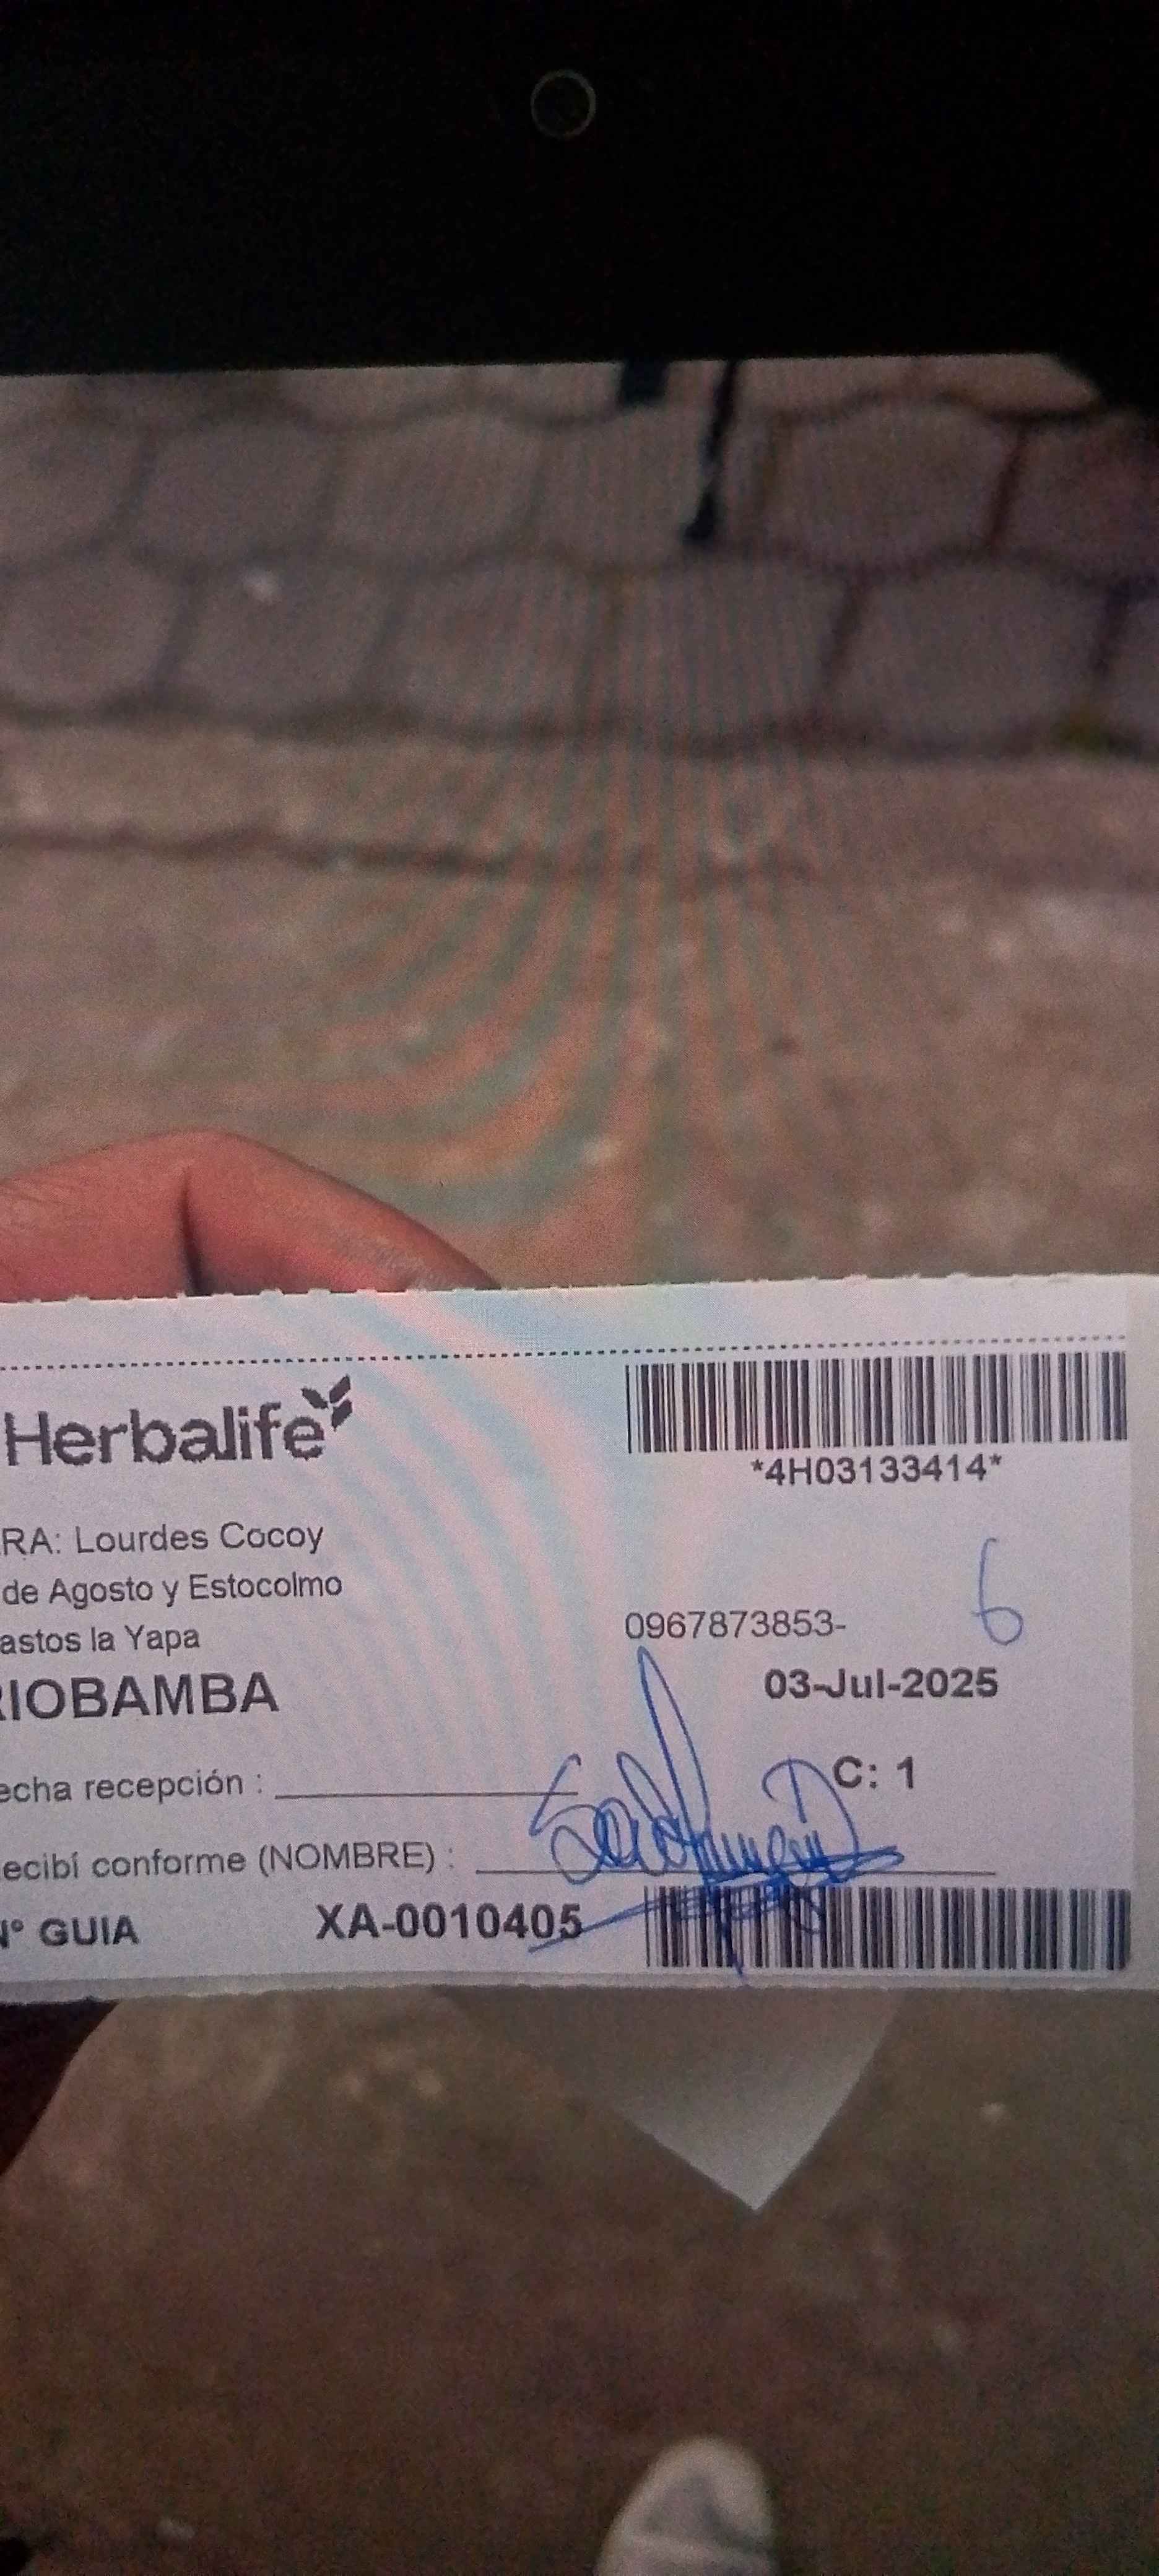 Herbalife
*4H03133414*
RA: Lourdes Cocoy
de Agosto y Estocolmo
6
astos la Yapa
0967873853-
RIOBAMBA
03-Jul-2025
echa recepción :
C: 1
ecibí conforme (NOMBRE) :
Nº GUIA
XA-0010405